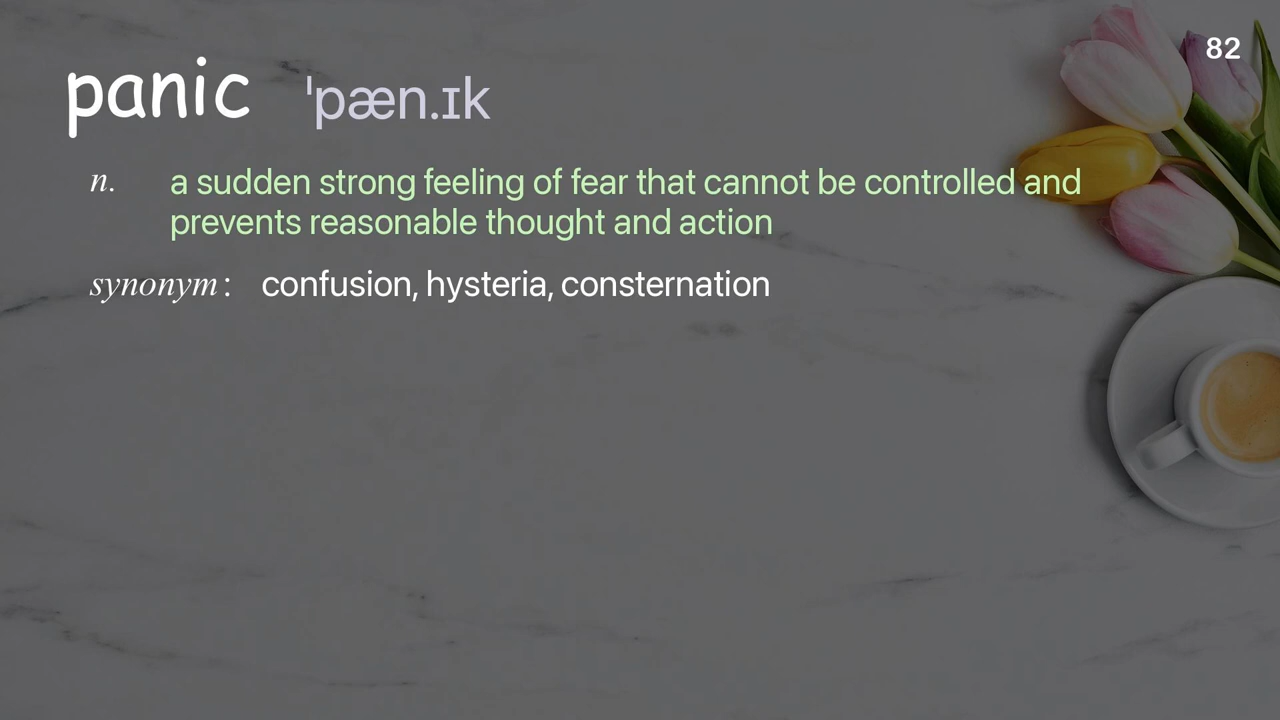 82
panic ˈpæn.ɪk
n. a sudden strong feeling of fear that cannot be controlled and
prevents reasonable thought and action
synonym: confusion, hysteria, consternation